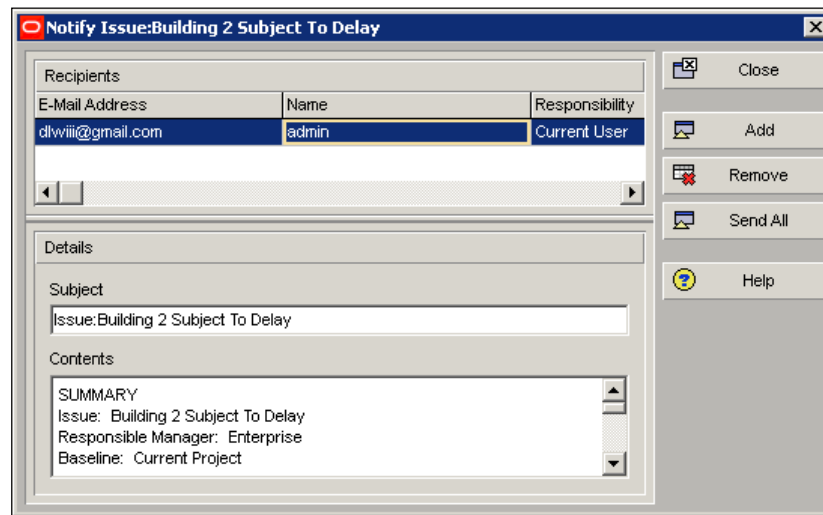 Notify Issue:Building 2 Subject To Delay
Recipients
E-Mail Address Name Responsibility
dlwiii@gmail.com admin Current User
Details
Subject
Issue:Building 2 Subject To Delay
Contents
SUMMARY
Issue: Building 2 Subject To Delay
Responsible Manager: Enterprise
Baseline: Current Project
Close
Add
Remove
Send All
Help